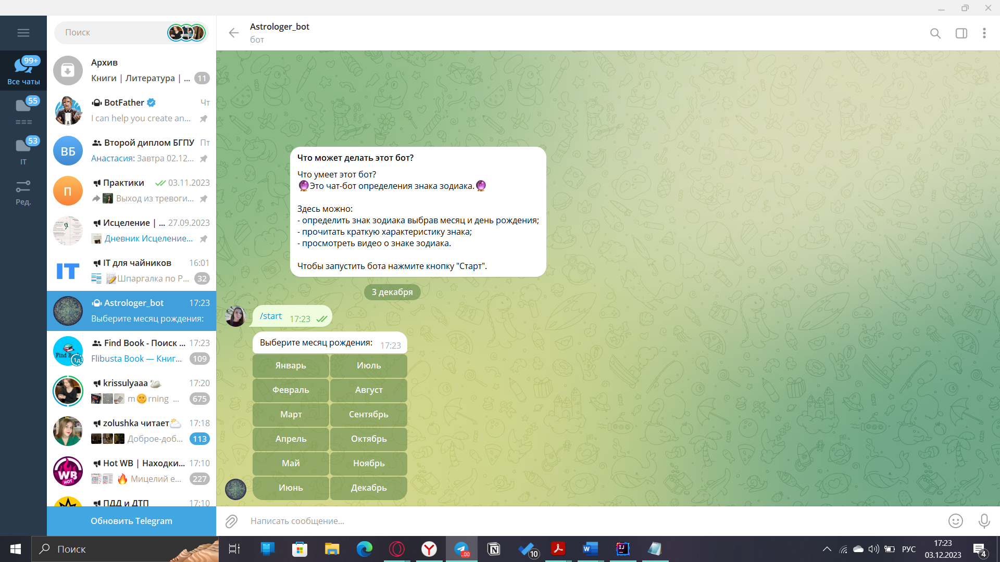 Поиск
Astrologer_bot
бот
99+
Все чаты
55
53
IT
Ред.
Архив
Книги | Литература | ...
11
BotFather
Чт
I can help you create an...
ВБ
Второй диплом БГПУ
Пт
Анастасия: Завтра 02.12...
П
Практики
03.11.2023
Выход из тревоги...
Исцеление | ...
27.09.2023
Дневник Исцеление...
IT
IT для чайников
16:01
Шпаргалка по Р...
32
Astrologer_bot
17:23
Выберите месяц рождения:
Find Book - Поиск ...
17:23
1д
Flibusta Book — Книг...
109
krissulyaaa
17:20
m🌞rning ...
675
zolushka читает
17:18
Доброе-доб...
113
WB
HOT
Hot WB | Находки...
17:10
Мицелий е...
227
ПДД и ДТП
17:10
Обновить Telegram
Что может делать этот бот?
Что умеет этот бот?
🔮Это чат-бот определения знака зодиака.🔮
Здесь можно:
- определить знак зодиака выбрав месяц и день рождения;
- прочитать краткую характеристику знака;
- просмотреть видео о знаке зодиака.
Чтобы запустить бота нажмите кнопку "Старт".
3 декабря
/start 17:23
Выберите месяц рождения: 17:23
Январь Июль
Февраль Август
Март Сентябрь
Апрель Октябрь
Май Ноябрь
Июнь Декабрь
Написать сообщение...
Поиск
..00
10
РУС
17:23
03.12.2023
4